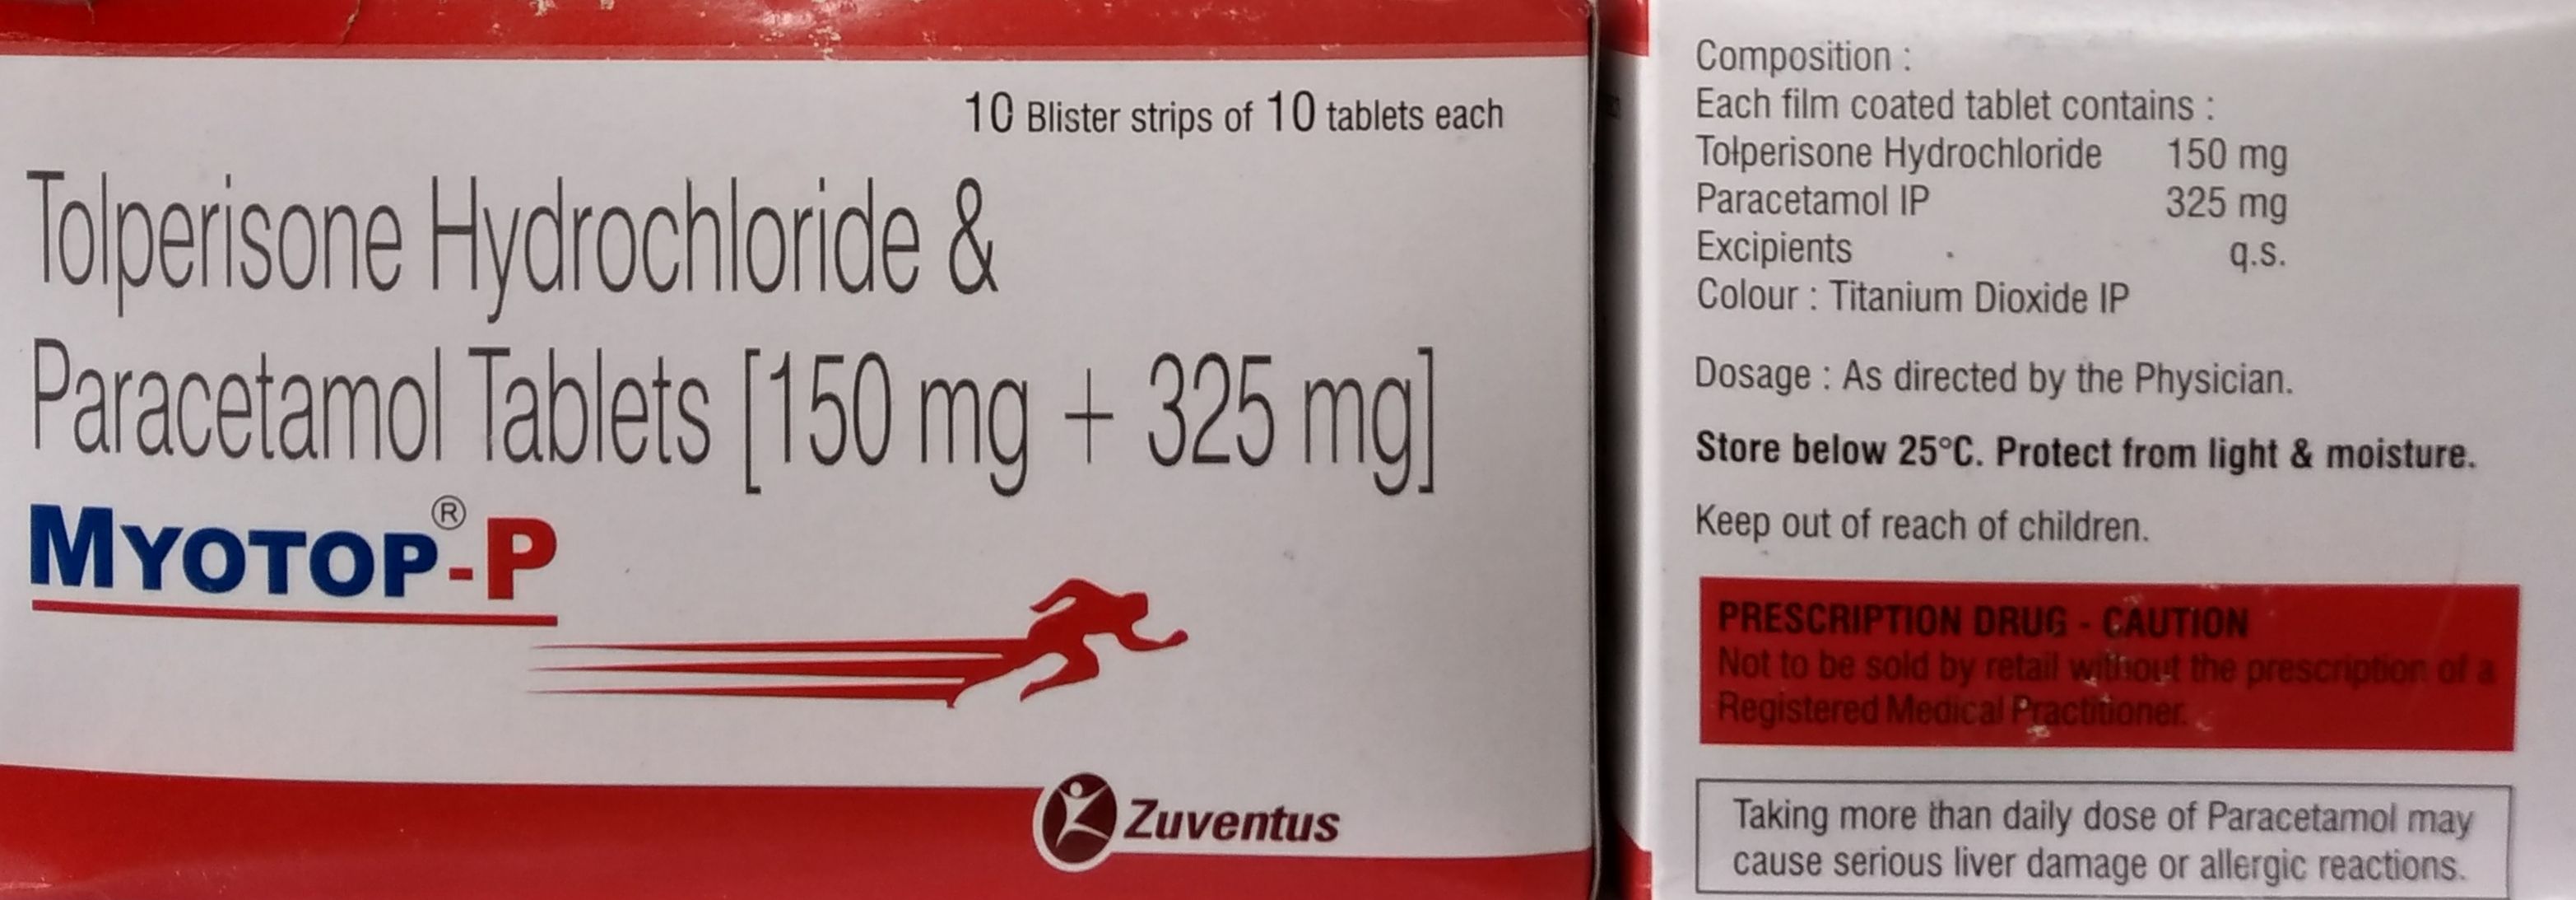 10 Blister strips of 10 tablets each
Tolperisone Hydrochloride &
Paracetamol Tablets [150 mg + 325 mg]
MYOTOP®-P
Zuventus
Composition :
Each film coated tablet contains :
Tolperisone Hydrochloride 150 mg
Paracetamol IP 325 mg
Excipients q.s.
Colour : Titanium Dioxide IP
Dosage : As directed by the Physician.
Store below 25°C. Protect from light & moisture.
Keep out of reach of children.
PRESCRIPTION DRUG - CAUTION
Not to be sold by retail without the prescription of a
Registered Medical Practitioner.
Taking more than daily dose of Paracetamol may
cause serious liver damage or allergic reactions.